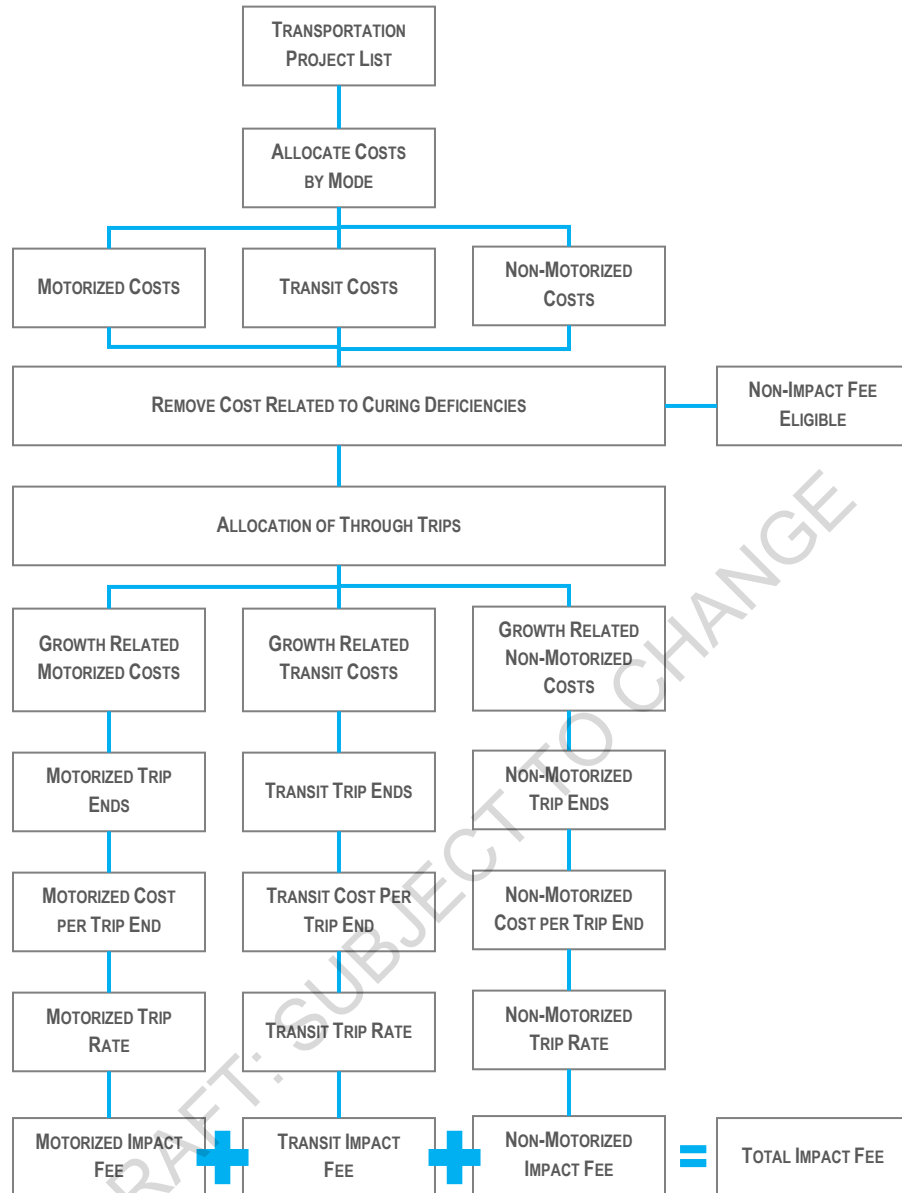 TRANSPORTATION
PROJECT LIST
ALLOCATE COSTS
BY MODE
MOTORIZED COSTS
TRANSIT COSTS
NON-MOTORIZED
COSTS
REMOVE COST RELATED TO CURING DEFICIENCIES
NON-IMPACT FEE
ELIGIBLE
ALLOCATION OF THROUGH TRIPS
GROWTH RELATED
MOTORIZED COSTS
GROWTH RELATED
TRANSIT COSTS
GROWTH RELATED
NON-MOTORIZED
COSTS
MOTORIZED TRIP
ENDS
TRANSIT TRIP ENDS
NON-MOTORIZED
TRIP ENDS
MOTORIZED COST
PER TRIP END
TRANSIT COST PER
TRIP END
NON-MOTORIZED
COST PER TRIP END
MOTORIZED TRIP
RATE
TRANSIT TRIP RATE
NON-MOTORIZED
TRIP RATE
MOTORIZED IMPACT
FEE
+
TRANSIT IMPACT
FEE
+
NON-MOTORIZED
IMPACT FEE
=
TOTAL IMPACT FEE
DRAFT: SUBJECT TO CHANGE